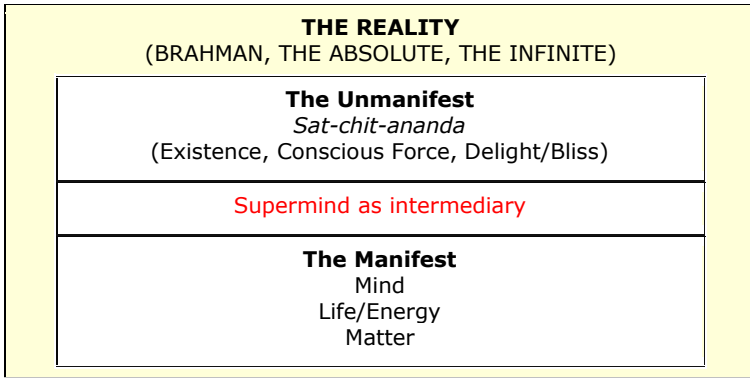 THE REALITY
(BRAHMAN, THE ABSOLUTE, THE INFINITE)
The Unmanifest
Sat-chit-ananda
(Existence, Conscious Force, Delight/Bliss)
Supermind as intermediary
The Manifest
Mind
Life/Energy
Matter